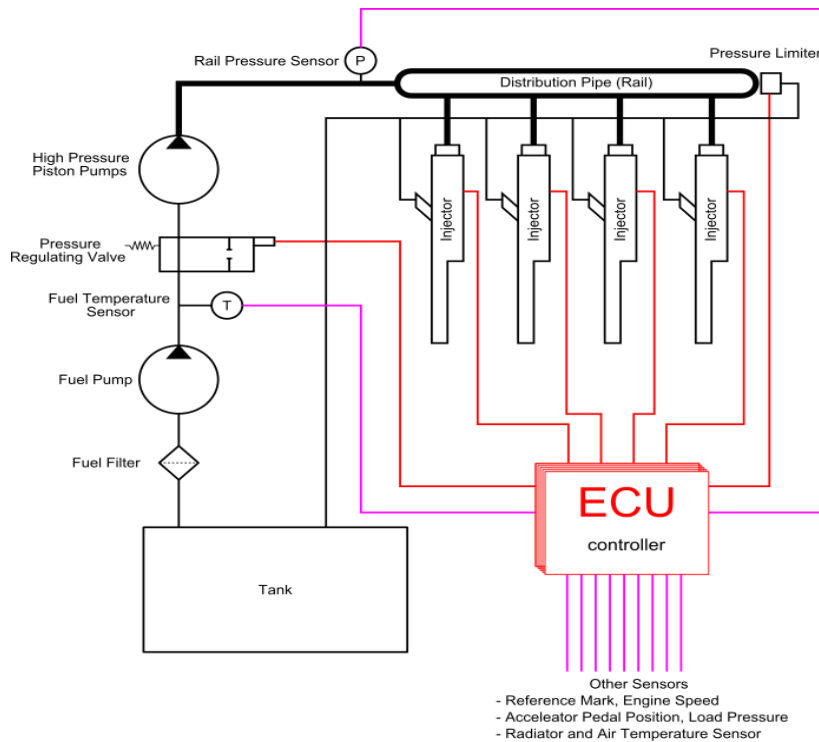 Rail Pressure Sensor
P
Pressure Limiter
Distribution Pipe (Rail)
High Pressure
Piston Pumps
Injector
Injector
Injector
Injector
Pressure
Regulating Valve
Fuel Temperature
Sensor
T
Fuel Pump
Fuel Filter
ECU
controller
Tank
Other Sensors
- Reference Mark, Engine Speed
- Acceleator Pedal Position, Load Pressure
- Radiator and Air Temperature Sensor